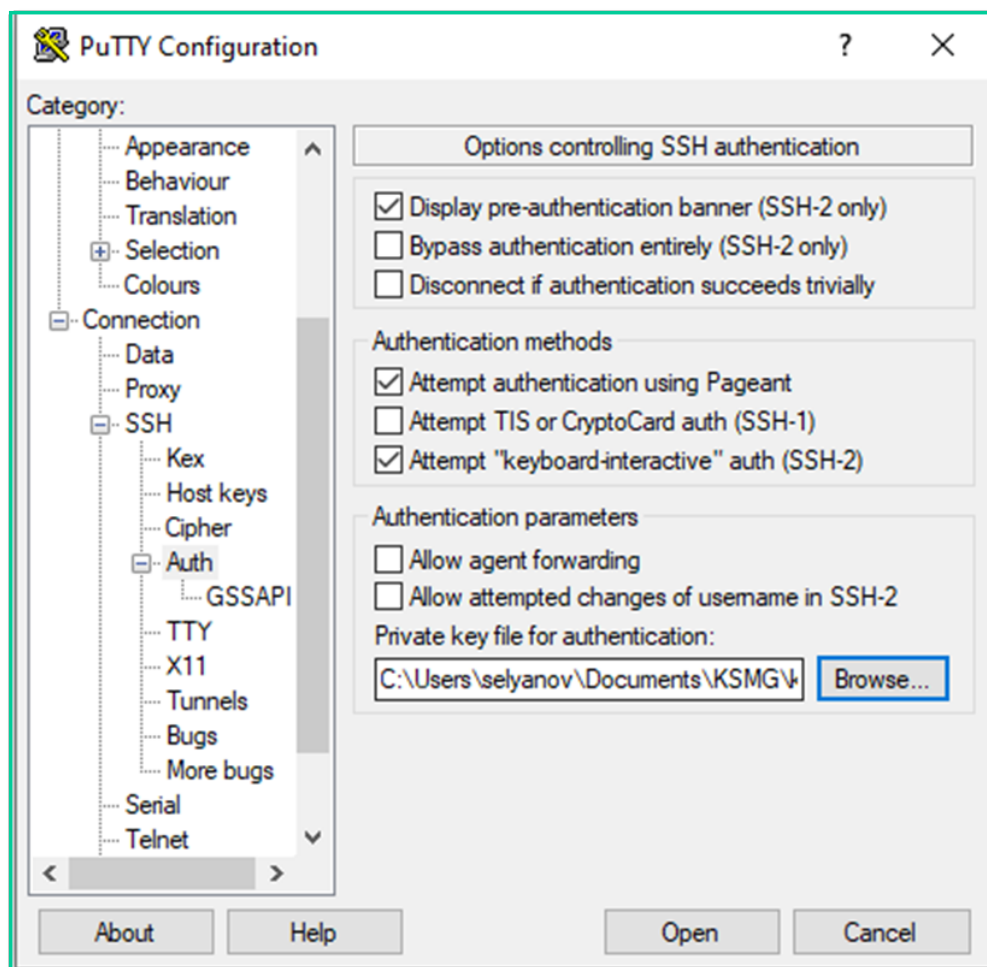 PuTTY Configuration
?
Category:
Appearance
Behaviour
Translation
Selection
Colours
Connection
Data
Proxy
SSH
Kex
Host keys
Cipher
Auth
GSSAPI
TTY
X11
Tunnels
Bugs
More bugs
Serial
Telnet
Options controlling SSH authentication
Display pre-authentication banner (SSH-2 only)
Bypass authentication entirely (SSH-2 only)
Disconnect if authentication succeeds trivially
Authentication methods
Attempt authentication using Pageant
Attempt TIS or CryptoCard auth (SSH-1)
Attempt "keyboard-interactive" auth (SSH-2)
Authentication parameters
Allow agent forwarding
Allow attempted changes of username in SSH-2
Private key file for authentication:
C:\Users\selyanov\Documents\KSMG\
Browse...
About
Help
Open
Cancel